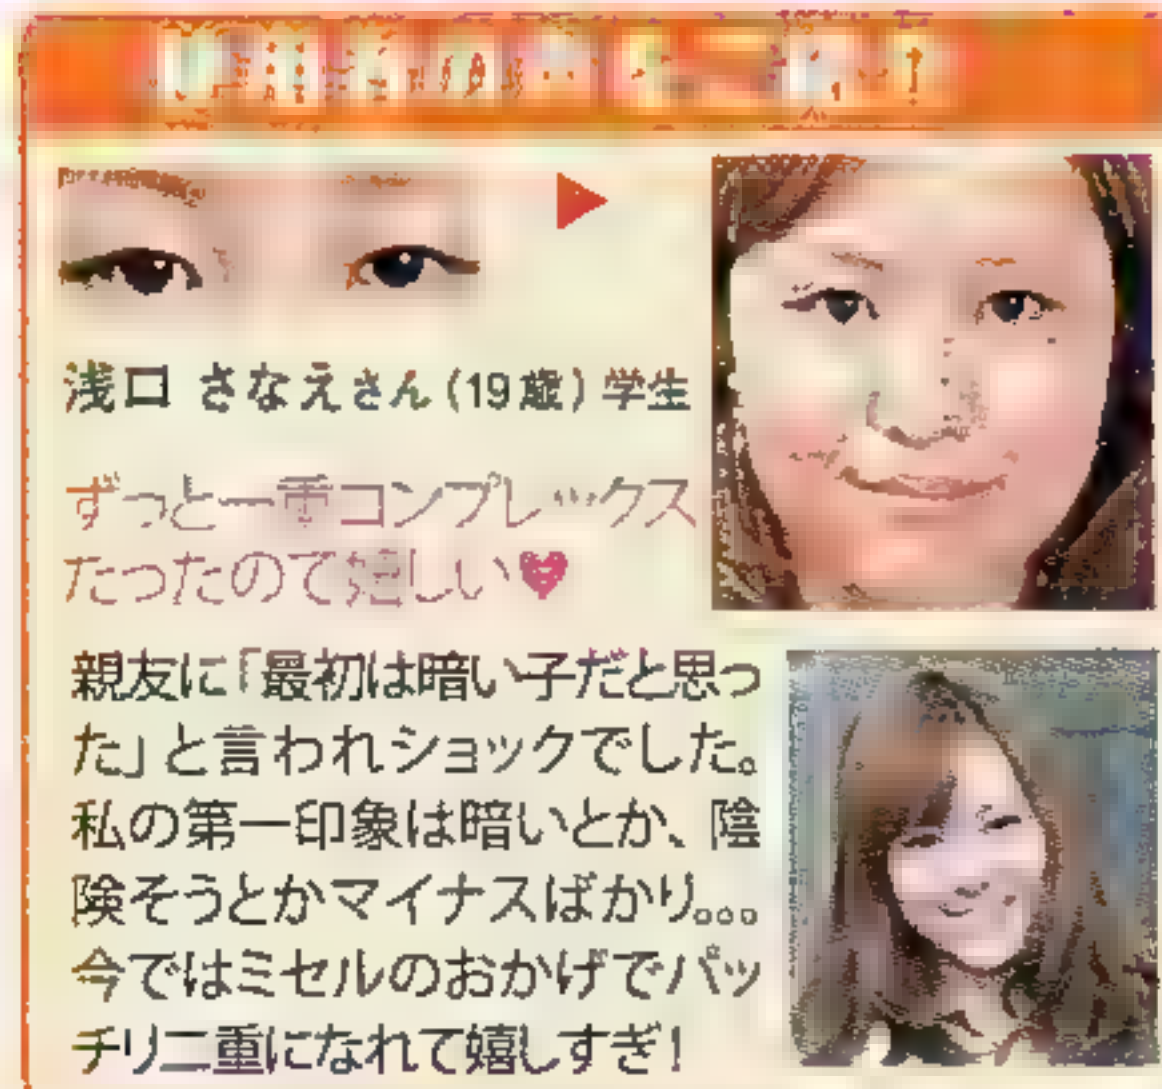 浅口 さなえさん(19歳)学生
ずっと一重コンプレックス
だったので嬉しい♥
親友に「最初は暗い子だと思っ
た」と言われショックでした。
私の第一印象は暗いとか、陰
険そうとかマイナスばかり。。。
今ではミセルのおかげでパッ
チリ二重になれて嬉しすぎ!